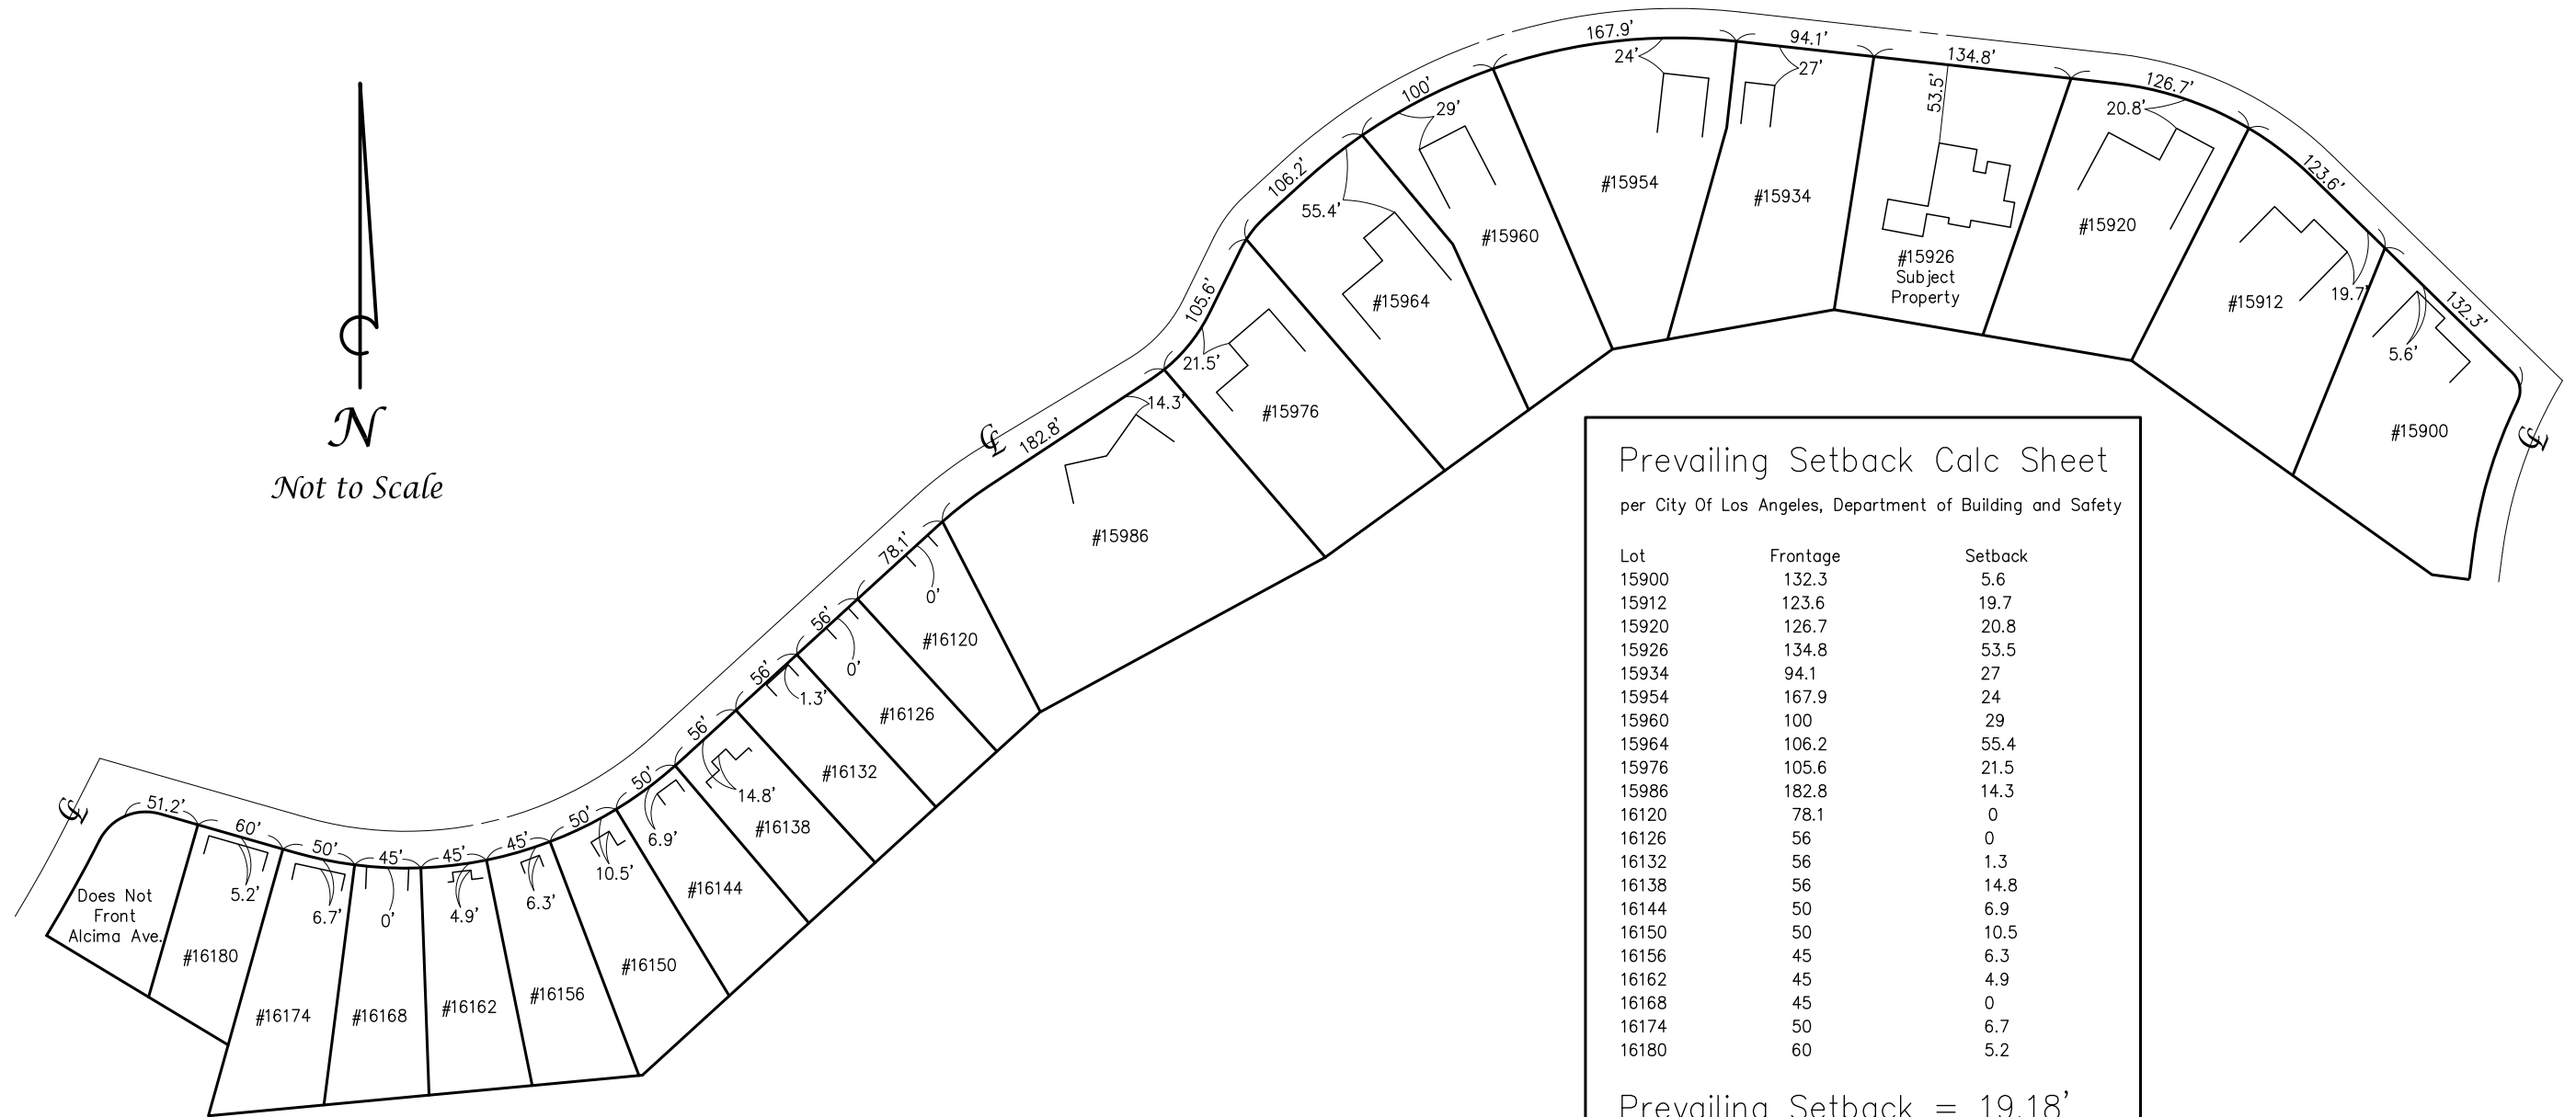 167.9'
94.1'
134.8'
126.7'
123.6'
132.3'
24'
27'
53.5'
20.8'
19.7'
5.6'
100'
29'
106.2'
55.4'
105.6'
21.5'
182.8'
14.3'
78.1'
0'
56'
0'
56'
1.3'
56'
14.8'
50'
6.9'
50'
10.5'
45'
6.3'
45'
4.9'
45'
0'
50'
6.7'
60'
5.2'
51.2'
#15954
#15934
#15926
Subject
Property
#15920
#15912
#15900
#15960
#15964
#15976
#15986
#16120
#16126
#16132
#16138
#16144
#16150
#16156
#16162
#16168
#16174
#16180
Does Not
Front
Alcima Ave.
℄
℄
℄
N
Not to Scale
Prevailing Setback Calc Sheet
per City Of Los Angeles, Department of Building and Safety
Lot Frontage Setback
15900 132.3 5.6
15912 123.6 19.7
15920 126.7 20.8
15926 134.8 53.5
15934 94.1 27
15954 167.9 24
15960 100 29
15964 106.2 55.4
15976 105.6 21.5
15986 182.8 14.3
16120 78.1 0
16126 56 0
16132 56 1.3
16138 56 14.8
16144 50 6.9
16150 50 10.5
16156 45 6.3
16162 45 4.9
16168 45 0
16174 50 6.7
16180 60 5.2
Prevailing Setback = 19.18'